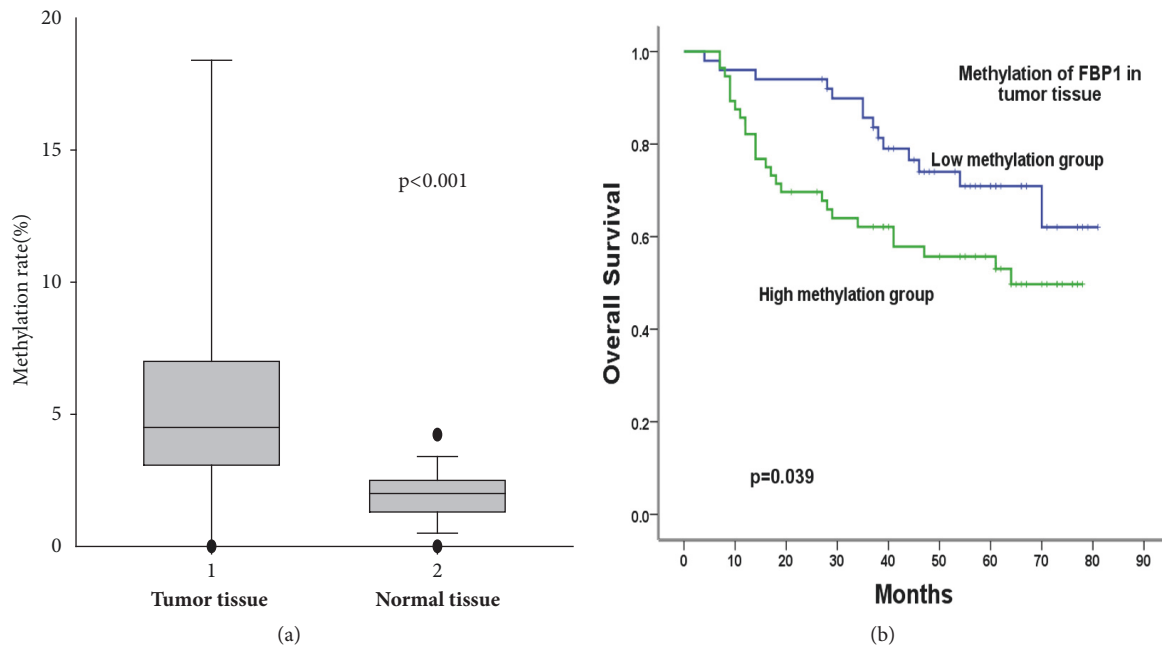 20
15
10
5
0
Methylation rate(%)
p<0.001
1
2
Tumor tissue
Normal tissue
(a)
1.0
0.8
0.6
0.4
0.2
0.0
Overall Survival
Methylation of FBP1 in
tumor tissue
Low methylation group
High methylation group
p=0.039
0 10 20 30 40 50 60 70 80 90
Months
(b)